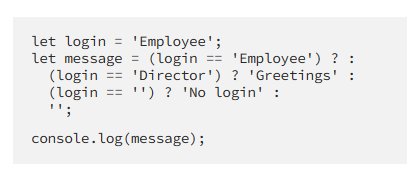 let login = 'Employee';
let message = (login == 'Employee') ? :
(login == 'Director') ? 'Greetings' :
(login == '') ? 'No login' :
'';
console.log(message);